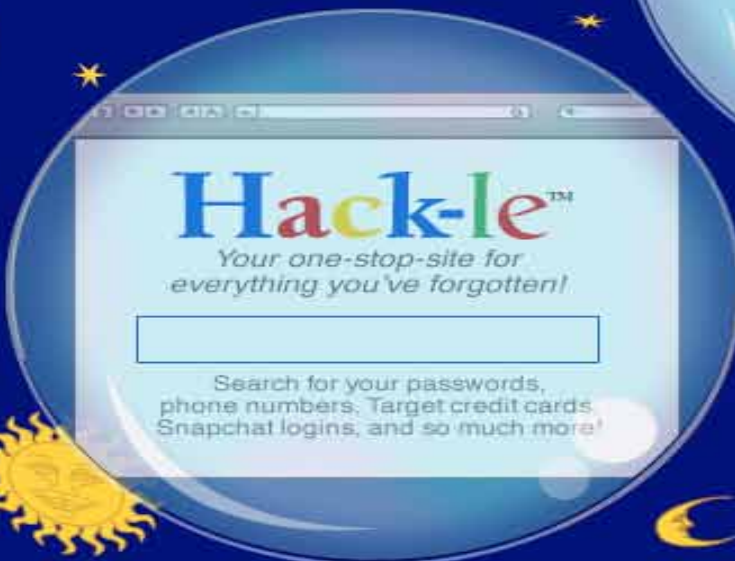 Hack-le™
Your one-stop-site for
everything you've forgotten!
Search for your passwords,
phone numbers, Target credit cards,
Snapchat logins, and so much more!